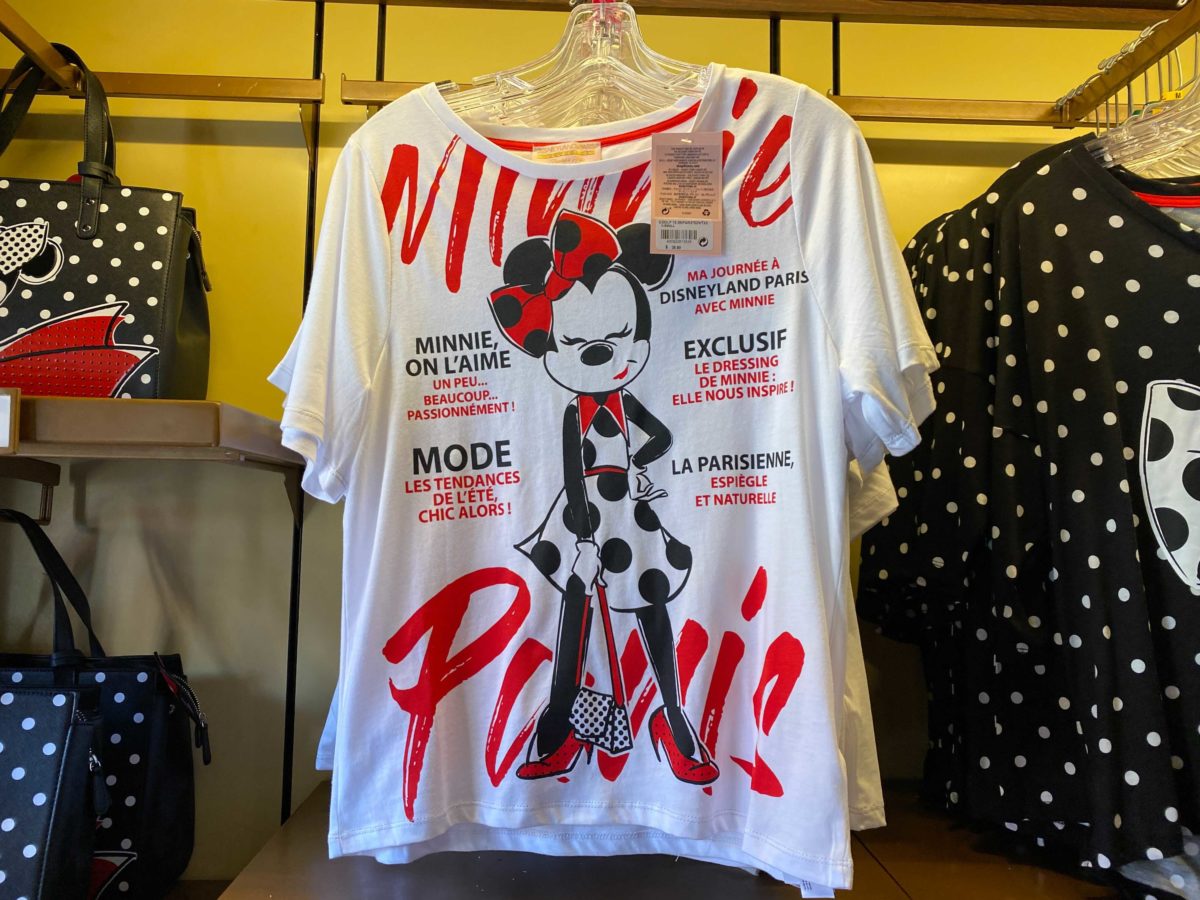 Minnie
MA JOURNÉE À
DISNEYLAND PARIS
AVEC MINNIE
MINNIE,
ON L'AIME
UN PEU...
BEAUCOUP...
PASSIONNÉMENT !
EXCLUSIF
LE DRESSING
DE MINNIE :
ELLE NOUS INSPIRE !
MODE
LES TENDANCES
DE L'ÉTÉ,
CHIC ALORS !
LA PARISIENNE,
ESPIÈGLE
ET NATURELLE
Paris